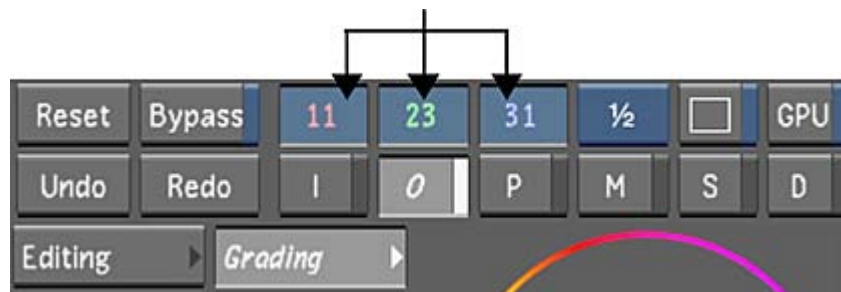 Reset Bypass 11 23 31 ½ GPU
Undo Redo I O P M S D
Editing Grading